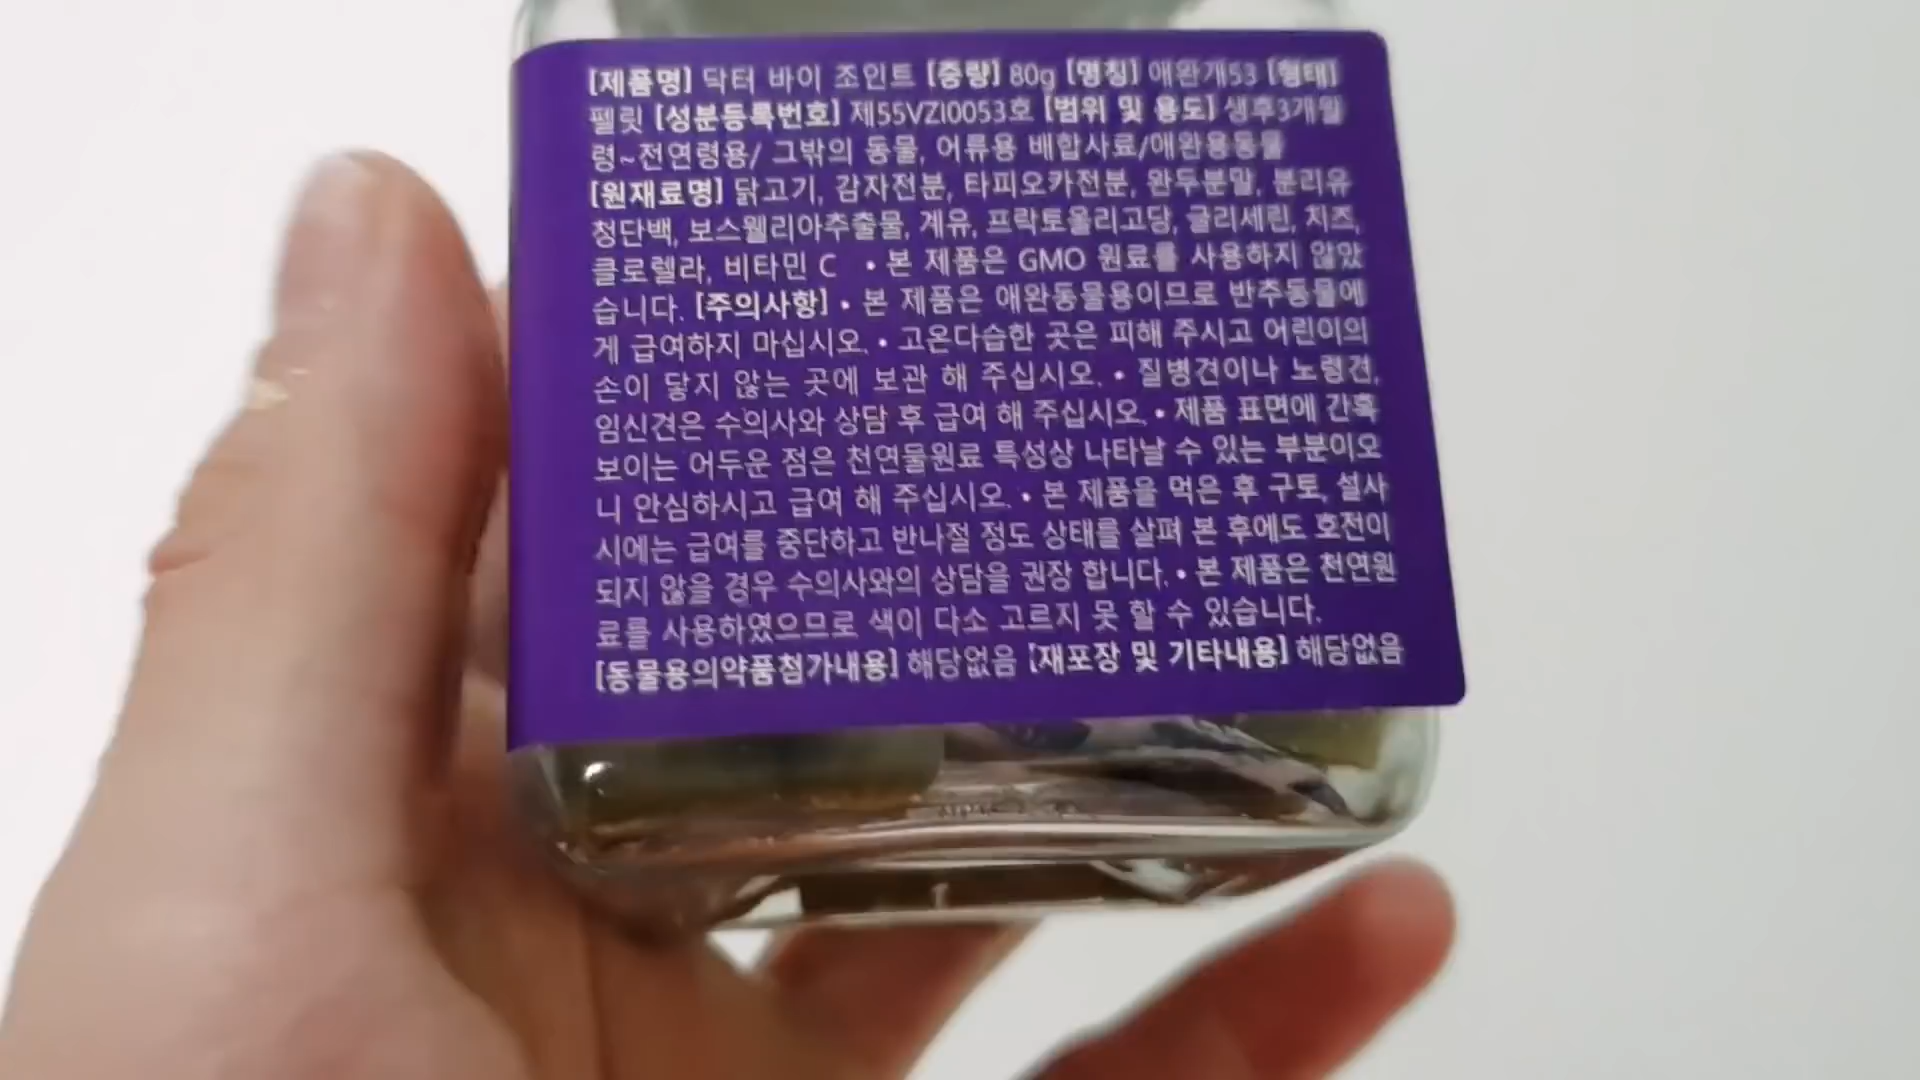 [제품명] 닥터 바이 조인트 [중량] 80g [명칭] 애완개53 [형태]
펠릿 [성분등록번호] 제55VZI0053호 [범위 및 용도] 생후3개월
령~전연령용/ 그밖의 동물, 어류용 배합사료/애완용동물
[원재료명] 닭고기, 감자전분, 타피오카전분, 완두분말, 분리유
청단백, 보스웰리아추출물, 계유, 프락토올리고당, 글리세린, 치즈,
클로렐라, 비타민 C • 본 제품은 GMO 원료를 사용하지 않았
습니다. [주의사항] • 본 제품은 애완동물용이므로 반추동물에
게 급여하지 마십시오. • 고온다습한 곳은 피해 주시고 어린이의
손이 닿지 않는 곳에 보관 해 주십시오. • 질병견이나 노령견,
임신견은 수의사와 상담 후 급여 해 주십시오. • 제품 표면에 간혹
보이는 어두운 점은 천연물원료 특성상 나타날 수 있는 부분이오
니 안심하시고 급여 해 주십시오. • 본 제품을 먹은 후 구토, 설사
시에는 급여를 중단하고 반나절 정도 상태를 살펴 본 후에도 호전이
되지 않을 경우 수의사와의 상담을 권장 합니다. • 본 제품은 천연원
료를 사용하였으므로 색이 다소 고르지 못 할 수 있습니다.
[동물용의약품첨가내용] 해당없음 [재포장 및 기타내용] 해당없음